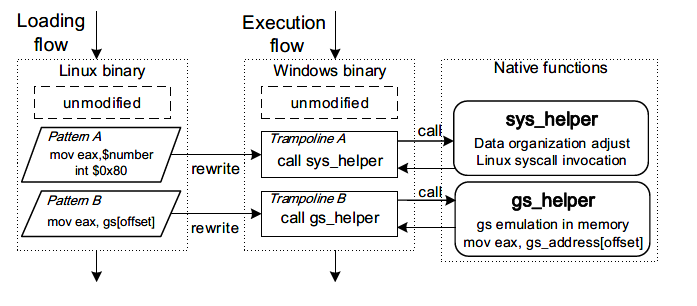 Loading
flow
Execution
flow
Linux binary
Windows binary
Native functions
unmodified
unmodified
Pattern A
mov eax,$number
int $0x80
rewrite
Trampoline A
call sys_helper
call
sys_helper
Data organization adjust
Linux syscall invocation
Pattern B
mov eax, gs[offset]
rewrite
Trampoline B
call gs_helper
call
gs_helper
gs emulation in memory
mov eax, gs_address[offset]